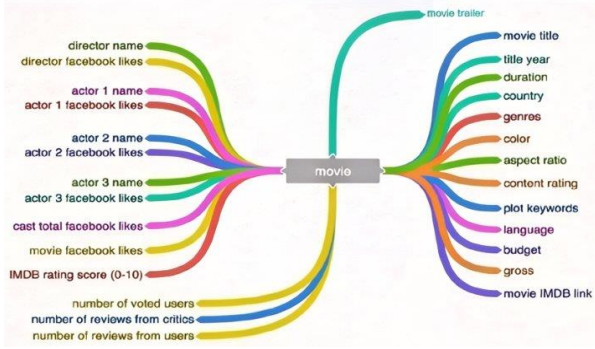 movie trailer
director name
director facebook likes
actor 1 name
actor 1 facebook likes
actor 2 name
actor 2 facebook likes
actor 3 name
actor 3 facebook likes
cast total facebook likes
movie facebook likes
IMDB rating score (0-10)
number of voted users
number of reviews from critics
number of reviews from users
movie
movie title
title year
duration
country
genres
color
aspect ratio
content rating
plot keywords
language
budget
gross
movie IMDB link